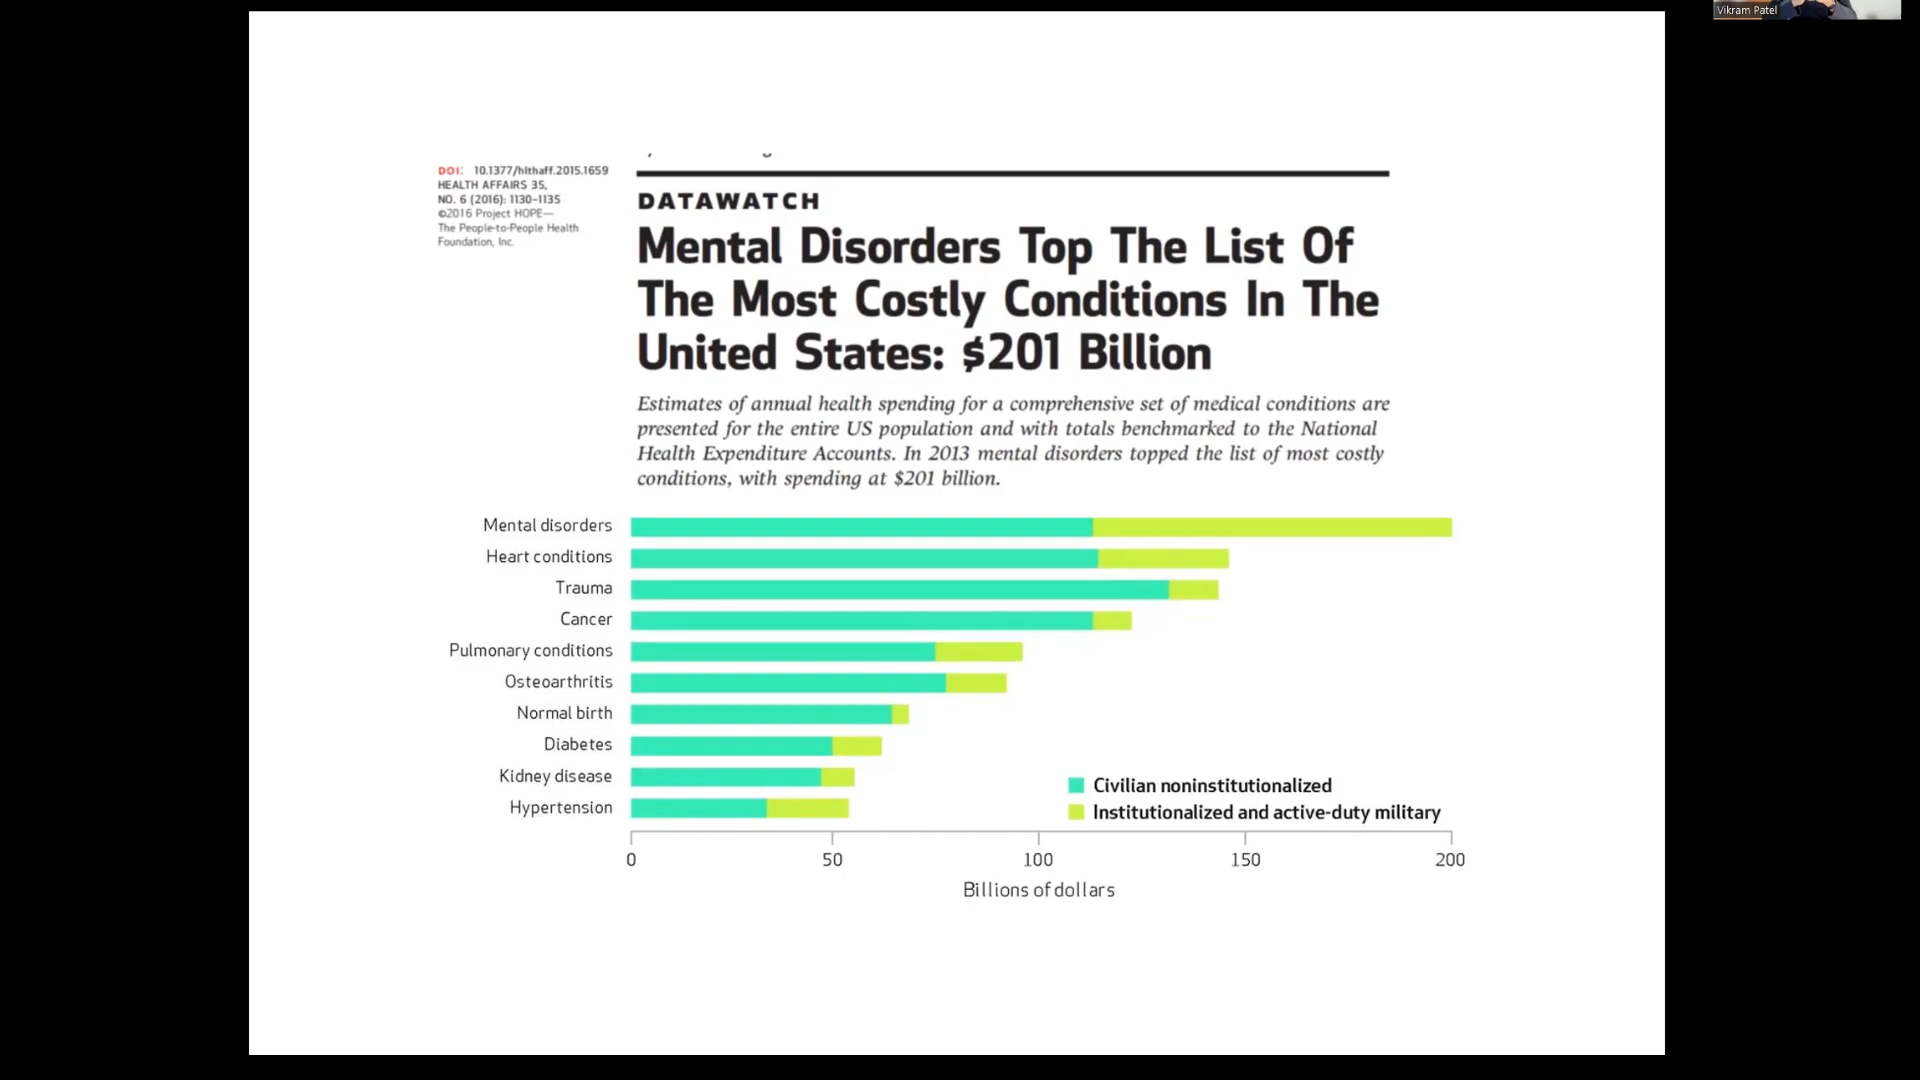 Vikram Patel
DOI: 10.1377/hlthaff.2015.1659
HEALTH AFFAIRS 35,
NO. 6 (2016): 1130–1135
©2016 Project HOPE—
The People-to-People Health
Foundation, Inc.
DATAWATCH
Mental Disorders Top The List Of
The Most Costly Conditions In The
United States: $201 Billion
Estimates of annual health spending for a comprehensive set of medical conditions are
presented for the entire US population and with totals benchmarked to the National
Health Expenditure Accounts. In 2013 mental disorders topped the list of most costly
conditions, with spending at $201 billion.
Mental disorders
Heart conditions
Trauma
Cancer
Pulmonary conditions
Osteoarthritis
Normal birth
Diabetes
Kidney disease
Hypertension
Civilian noninstitutionalized
Institutionalized and active-duty military
0 50 100 150 200
Billions of dollars